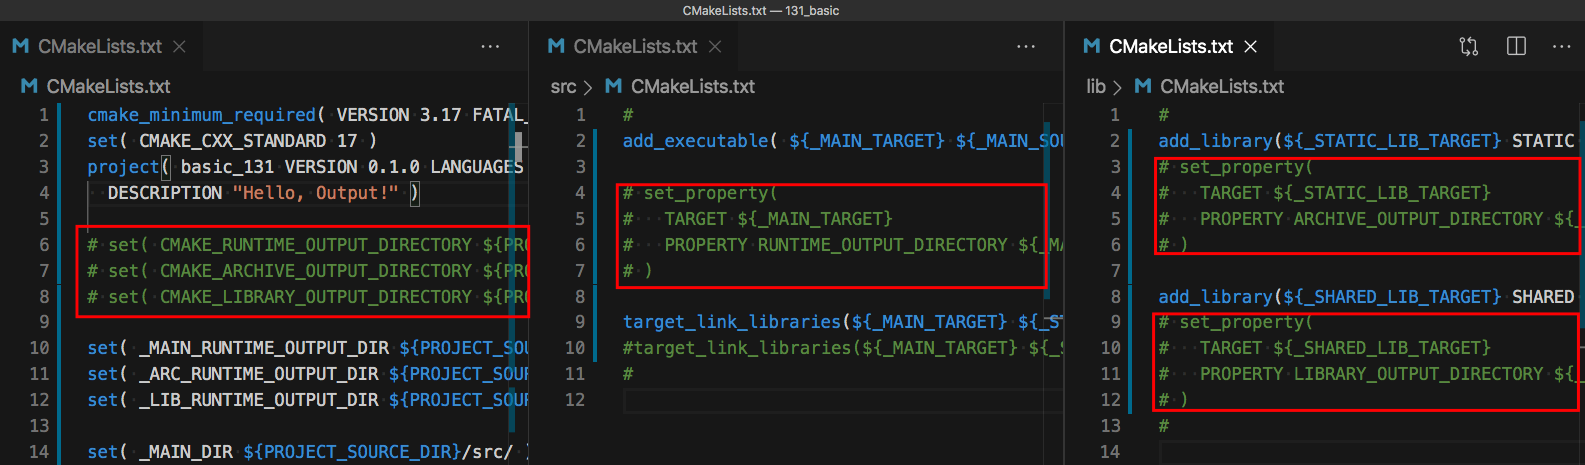 CMakeLists.txt — 131_basic
CMakeLists.txt
CMakeLists.txt
1 cmake_minimum_required( VERSION 3.17 FATAL_
2 set( CMAKE_CXX_STANDARD 17 )
3 project( basic_131 VERSION 0.1.0 LANGUAGES
4 DESCRIPTION "Hello, Output!" )
5
6 # set( CMAKE_RUNTIME_OUTPUT_DIRECTORY ${PRO
7 # set( CMAKE_ARCHIVE_OUTPUT_DIRECTORY ${PRO
8 # set( CMAKE_LIBRARY_OUTPUT_DIRECTORY ${PRO
9
10 set( _MAIN_RUNTIME_OUTPUT_DIR ${PROJECT_SOU
11 set( _ARC_RUNTIME_OUTPUT_DIR ${PROJECT_SOUR
12 set( _LIB_RUNTIME_OUTPUT_DIR ${PROJECT_SOUR
13
14 set( _MAIN_DIR ${PROJECT_SOURCE_DIR}/src/ )
CMakeLists.txt
src > CMakeLists.txt
1 #
2 add_executable( ${_MAIN_TARGET} ${_MAIN_SOU
3
4 # set_property(
5 # TARGET ${_MAIN_TARGET}
6 # PROPERTY RUNTIME_OUTPUT_DIRECTORY ${_MA
7 # )
8
9 target_link_libraries(${_MAIN_TARGET} ${_ST
10 #target_link_libraries(${_MAIN_TARGET} ${_S
11 #
12
CMakeLists.txt
lib > CMakeLists.txt
1 #
2 add_library(${_STATIC_LIB_TARGET} STATIC
3 # set_property(
4 # TARGET ${_STATIC_LIB_TARGET}
5 # PROPERTY ARCHIVE_OUTPUT_DIRECTORY ${_
6 # )
7
8 add_library(${_SHARED_LIB_TARGET} SHARED
9 # set_property(
10 # TARGET ${_SHARED_LIB_TARGET}
11 # PROPERTY LIBRARY_OUTPUT_DIRECTORY ${_
12 # )
13 #
14